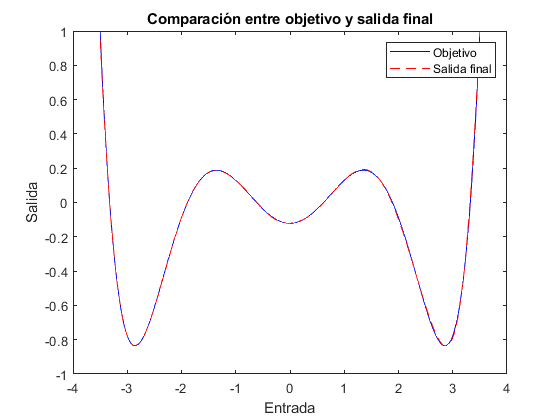 Comparación entre objetivo y salida final
Objetivo
Salida final
1
0.8
0.6
0.4
0.2
0
-0.2
-0.4
-0.6
-0.8
-1
Salida
-4 -3 -2 -1 0 1 2 3 4
Entrada